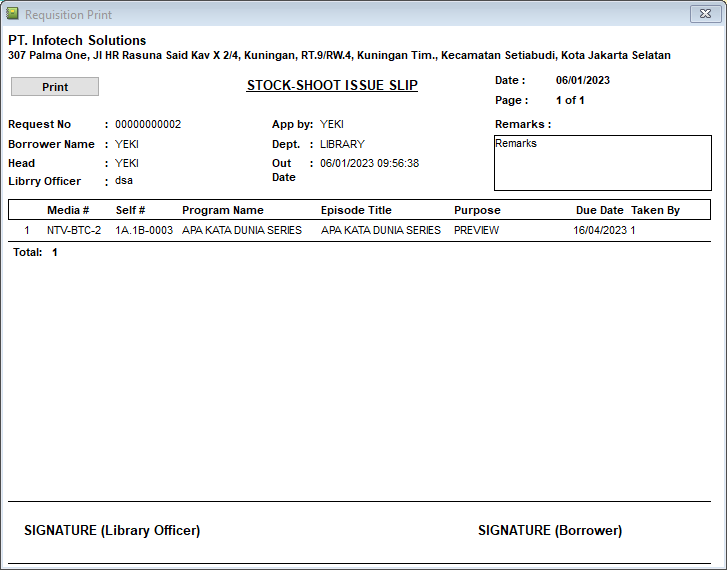 Requisition Print
PT. Infotech Solutions
307 Palma One, Jl HR Rasuna Said Kav X 2/4, Kuningan, RT.9/RW.4, Kuningan Tim., Kecamatan Setiabudi, Kota Jakarta Selatan
Print
STOCK-SHOOT ISSUE SLIP
Date : 06/01/2023
Page : 1 of 1
Request No : 00000000002 App by: YEKI Remarks :
Borrower Name : YEKI Dept. : LIBRARY Remarks
Head : YEKI Out Date : 06/01/2023 09:56:38
Librry Officer : dsa
Media # Self # Program Name Episode Title Purpose Due Date Taken By
1 NTV-BTC-2 1A.1B-0003 APA KATA DUNIA SERIES APA KATA DUNIA SERIES PREVIEW 16/04/2023 1
Total: 1
SIGNATURE (Library Officer) SIGNATURE (Borrower)